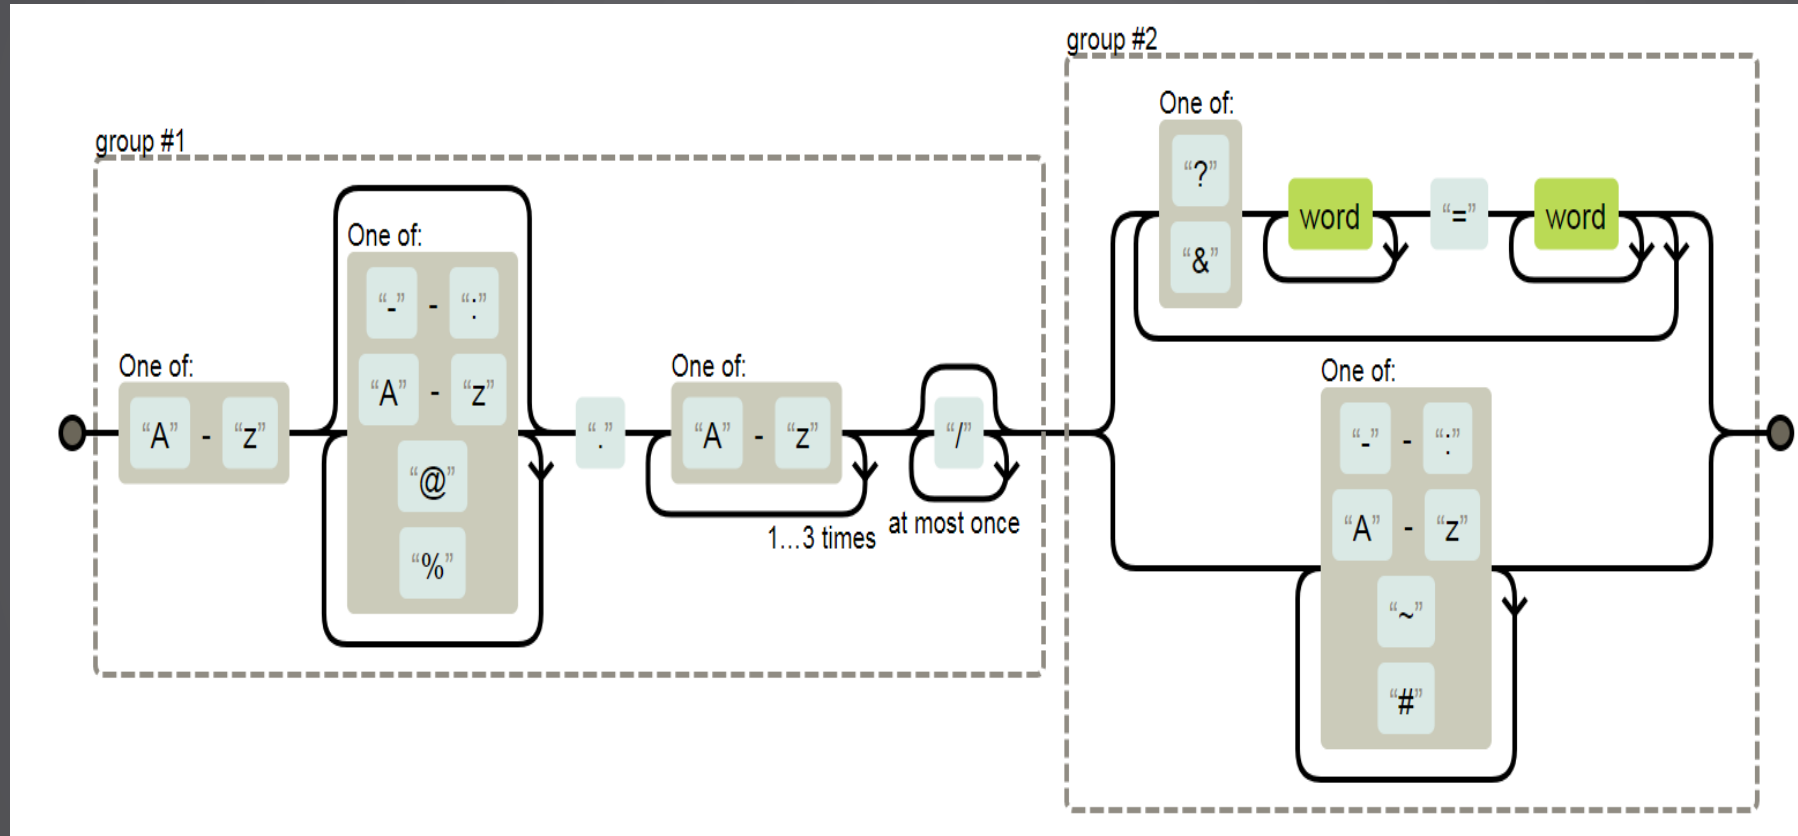 group #1
One of:
“A” - “z”
One of:
“-” - “:”
“A” - “z”
“@”
“%”
“.”
One of:
“A” - “z”
1...3 times
“/”
at most once
group #2
One of:
“?”
“&”
word
“=”
word
One of:
“-” - “:”
“A” - “z”
“~”
“#”